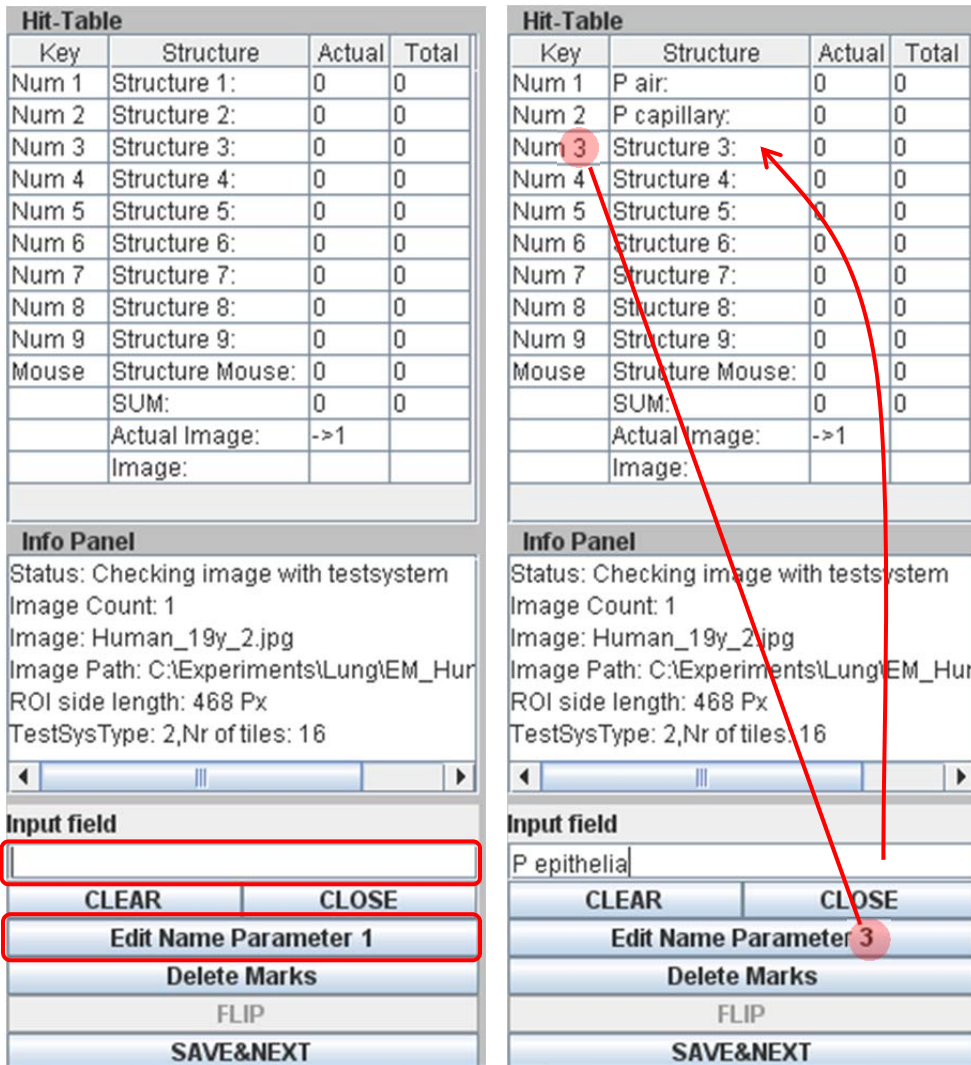 Hit-Table
Key Structure Actual Total
Num 1 Structure 1: 0 0
Num 2 Structure 2: 0 0
Num 3 Structure 3: 0 0
Num 4 Structure 4: 0 0
Num 5 Structure 5: 0 0
Num 6 Structure 6: 0 0
Num 7 Structure 7: 0 0
Num 8 Structure 8: 0 0
Num 9 Structure 9: 0 0
Mouse Structure Mouse: 0 0
SUM: 0 0
Actual Image: ->1
Image:
Info Panel
Status: Checking image with testsystem
Image Count: 1
Image: Human_19y_2.jpg
Image Path: C:\Experiments\Lung\EM_Hur
ROI side length: 468 Px
TestSysType: 2,Nr of tiles: 16
Input field
CLEAR CLOSE
Edit Name Parameter 1
Delete Marks
FLIP
SAVE&NEXT
Hit-Table
Key Structure Actual Total
Num 1 P air: 0 0
Num 2 P capillary: 0 0
Num 3 Structure 3: 0 0
Num 4 Structure 4: 0 0
Num 5 Structure 5: 0 0
Num 6 Structure 6: 0 0
Num 7 Structure 7: 0 0
Num 8 Structure 8: 0 0
Num 9 Structure 9: 0 0
Mouse Structure Mouse: 0 0
SUM: 0 0
Actual Image: ->1
Image:
Info Panel
Status: Checking image with testsystem
Image Count: 1
Image: Human_19y_2.jpg
Image Path: C:\Experiments\Lung\EM_Hur
ROI side length: 468 Px
TestSysType: 2,Nr of tiles: 16
Input field
P epithelia
CLEAR CLOSE
Edit Name Parameter 3
Delete Marks
FLIP
SAVE&NEXT